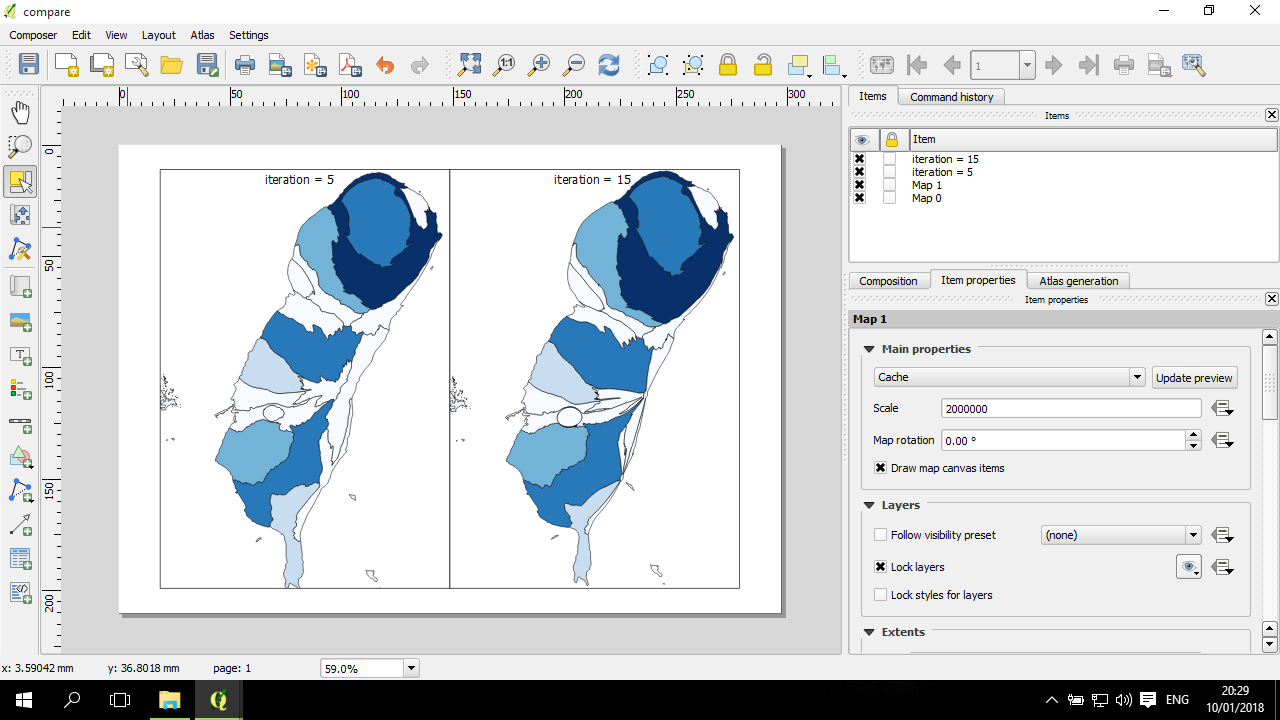 compare
Composer Edit View Layout Atlas Settings
1:1
1
0 50 100 150 200 250 300
0
50
100
150
200
iteration = 5
iteration = 15
Items Command history
Items
Item
iteration = 15
iteration = 5
Map 1
Map 0
Composition Item properties Atlas generation
Item properties
Map 1
Main properties
Cache Update preview
Scale 2000000
Map rotation 0.00 °
Draw map canvas items
Layers
Follow visibility preset (none)
Lock layers
Lock styles for layers
Extents
x: 3.59042 mm y: 36.8018 mm page: 1 59.0%
ENG
20:29
10/01/2018